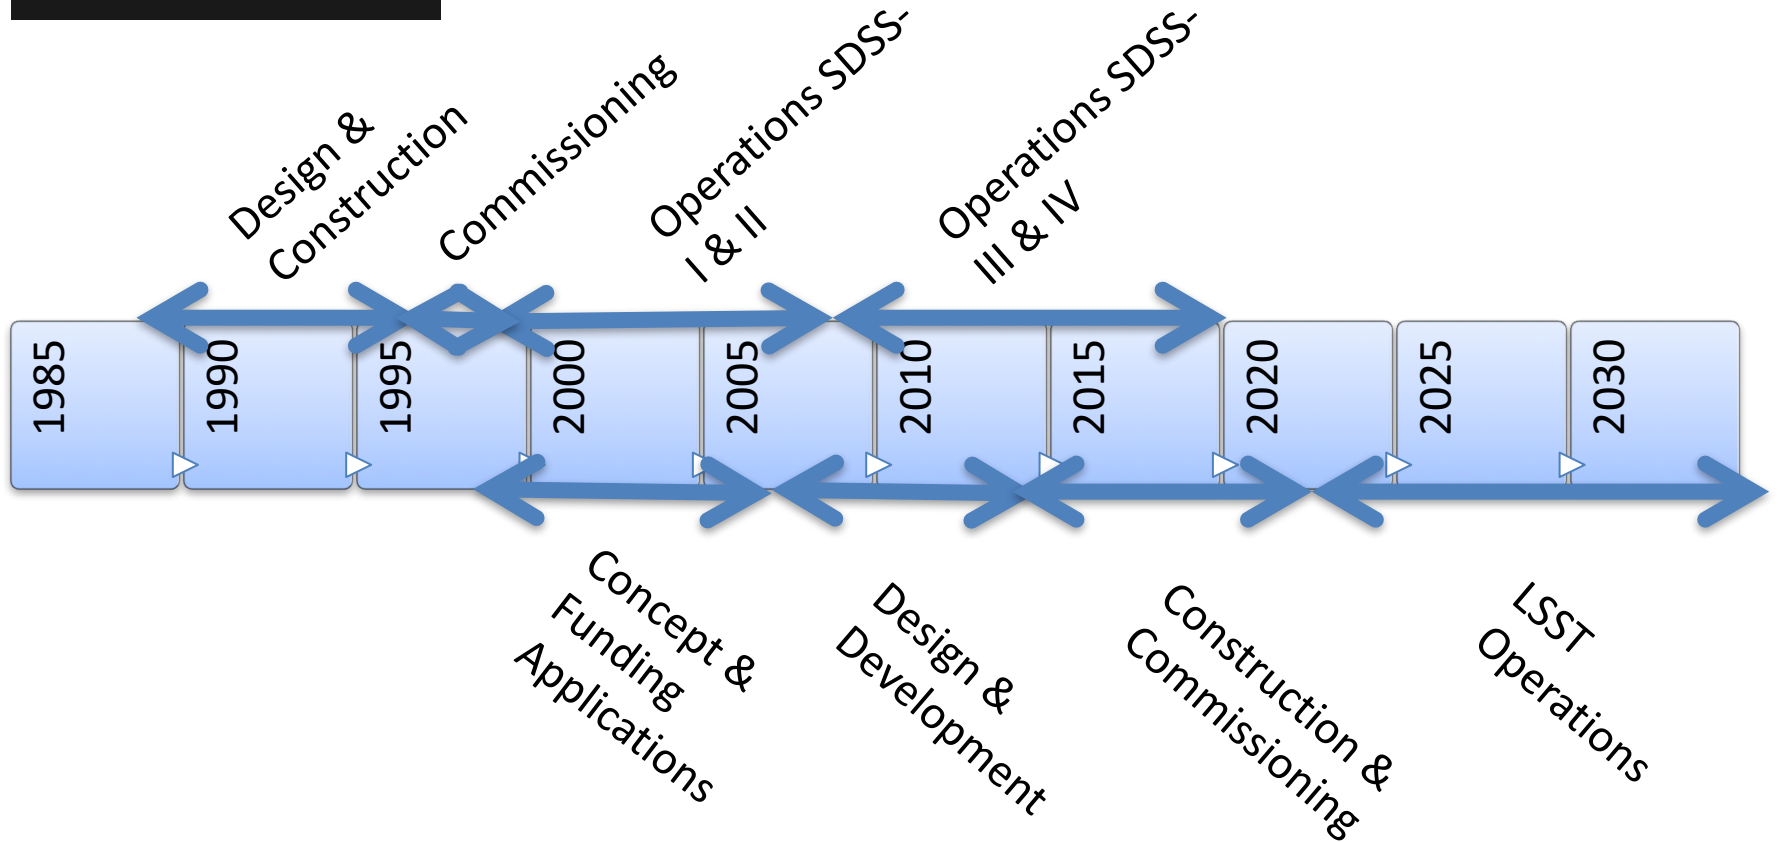 Design &
Construction
Commissioning
Operations SDSS-
I & II
Operations SDSS-
III & IV
1985
1990
1995
2000
2005
2010
2015
2020
2025
2030
Concept &
Funding
Applications
Design &
Development
Construction &
Commissioning
LSST
Operations